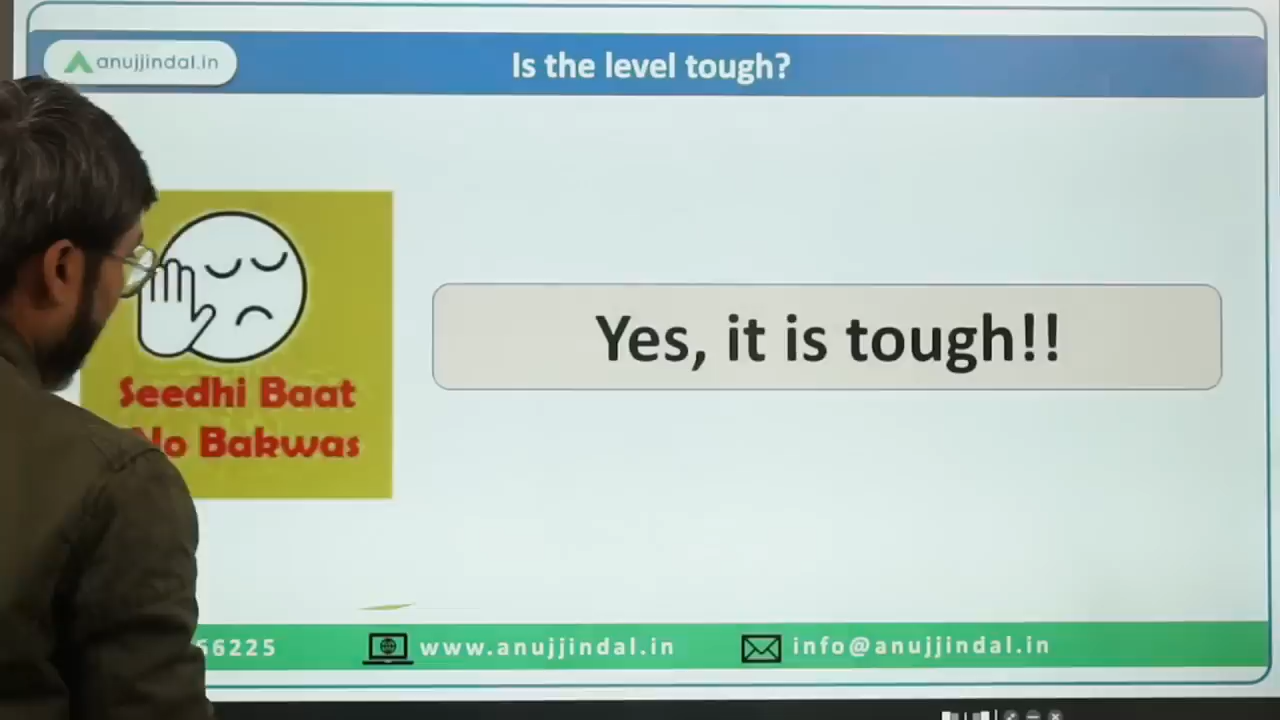 anujjindal.in
Is the level tough?
Yes, it is tough!!
Seedhi Baat
No Bakwas
56225
www.anujjindal.in
info@anujjindal.in